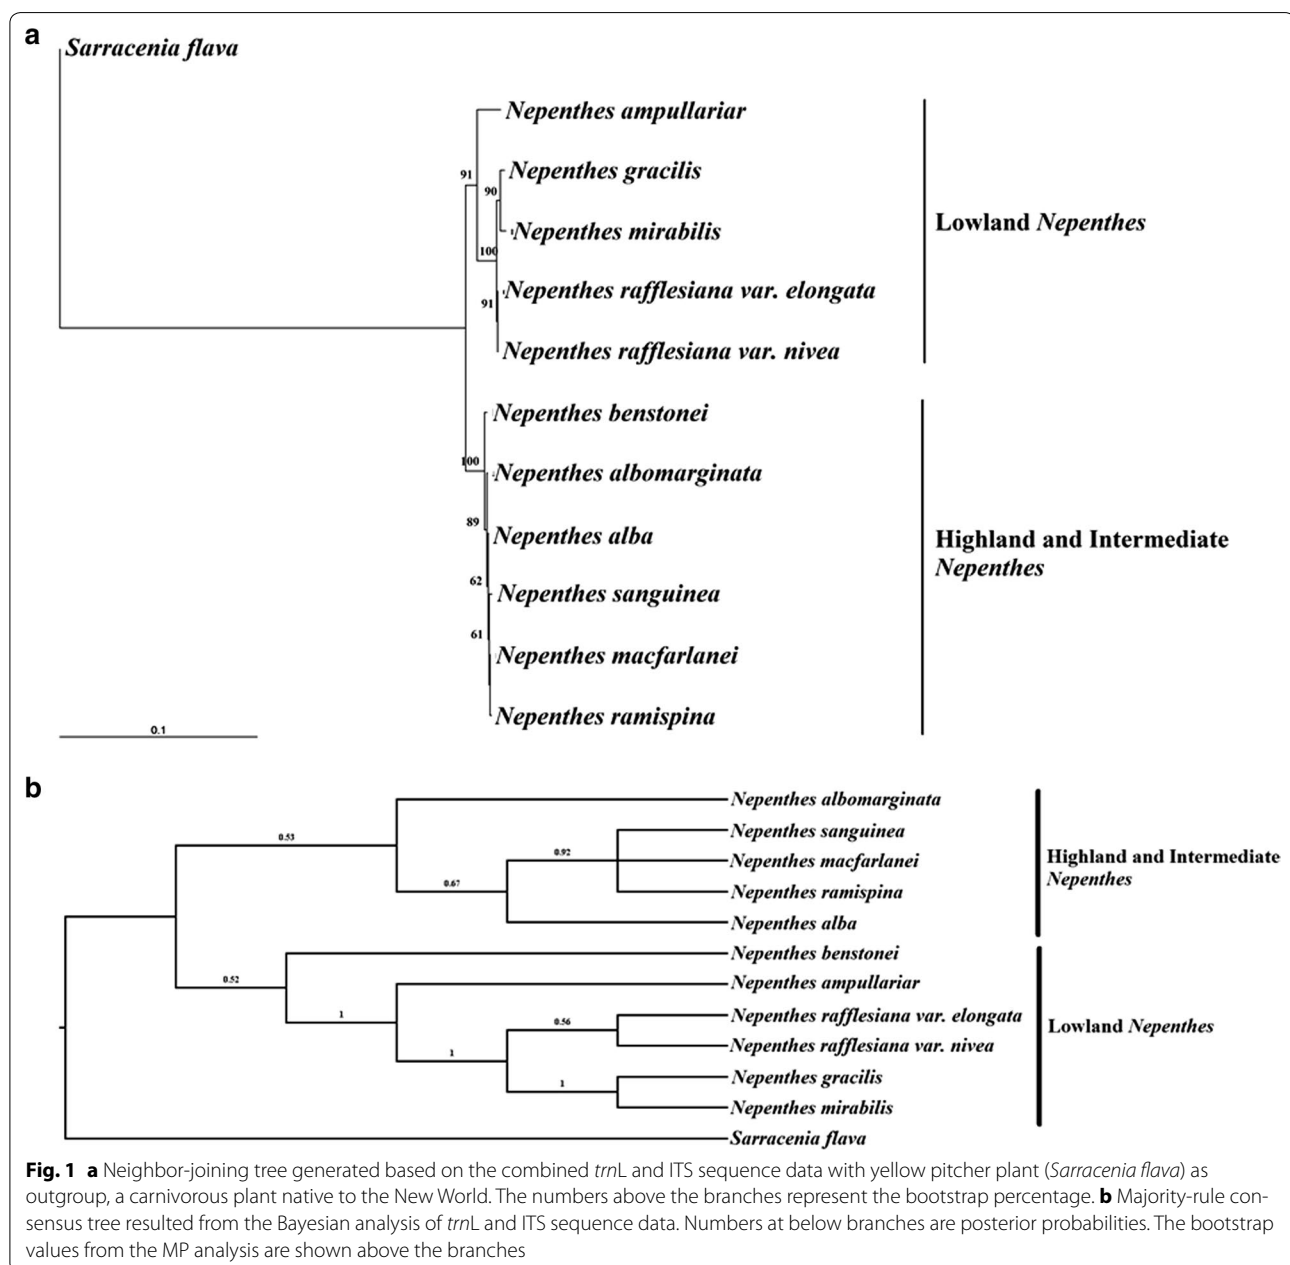 a
Sarracenia flava
Nepenthes ampullariar
91
Nepenthes gracilis
90
Nepenthes mirabilis
Lowland Nepenthes
100
Nepenthes rafflesiana var. elongata
91
Nepenthes rafflesiana var. nivea
Nepenthes benstonei
100
Nepenthes albomarginata
89
Nepenthes alba
Highland and Intermediate
Nepenthes
62
Nepenthes sanguinea
61
Nepenthes macfarlanei
Nepenthes ramispina
0.1
b
Nepenthes albomarginata
0.53
Nepenthes sanguinea
0.92
Nepenthes macfarlanei
Highland and Intermediate
Nepenthes
0.67
Nepenthes ramispina
Nepenthes alba
Nepenthes benstonei
0.52
Nepenthes ampullariar
1
Nepenthes rafflesiana var. elongata
0.56
Lowland Nepenthes
Nepenthes rafflesiana var. nivea
1
Nepenthes gracilis
1
Nepenthes mirabilis
Sarracenia flava
Fig. 1 a Neighbor-joining tree generated based on the combined trnL and ITS sequence data with yellow pitcher plant (Sarracenia flava) as
outgroup, a carnivorous plant native to the New World. The numbers above the branches represent the bootstrap percentage. b Majority-rule con-
sensus tree resulted from the Bayesian analysis of trnL and ITS sequence data. Numbers at below branches are posterior probabilities. The bootstrap
values from the MP analysis are shown above the branches